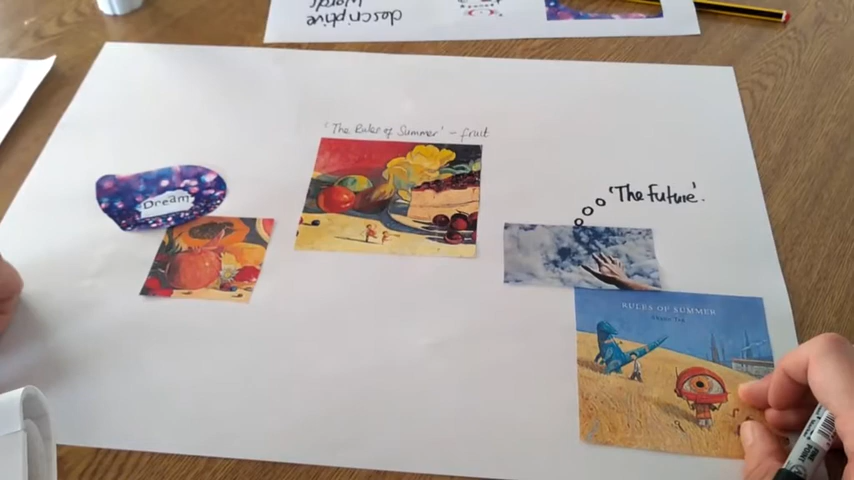 descriptive
words
'The Rules of Summer' - fruit
Dream
'The Future'.
RULES OF SUMMER
Shaun Tan